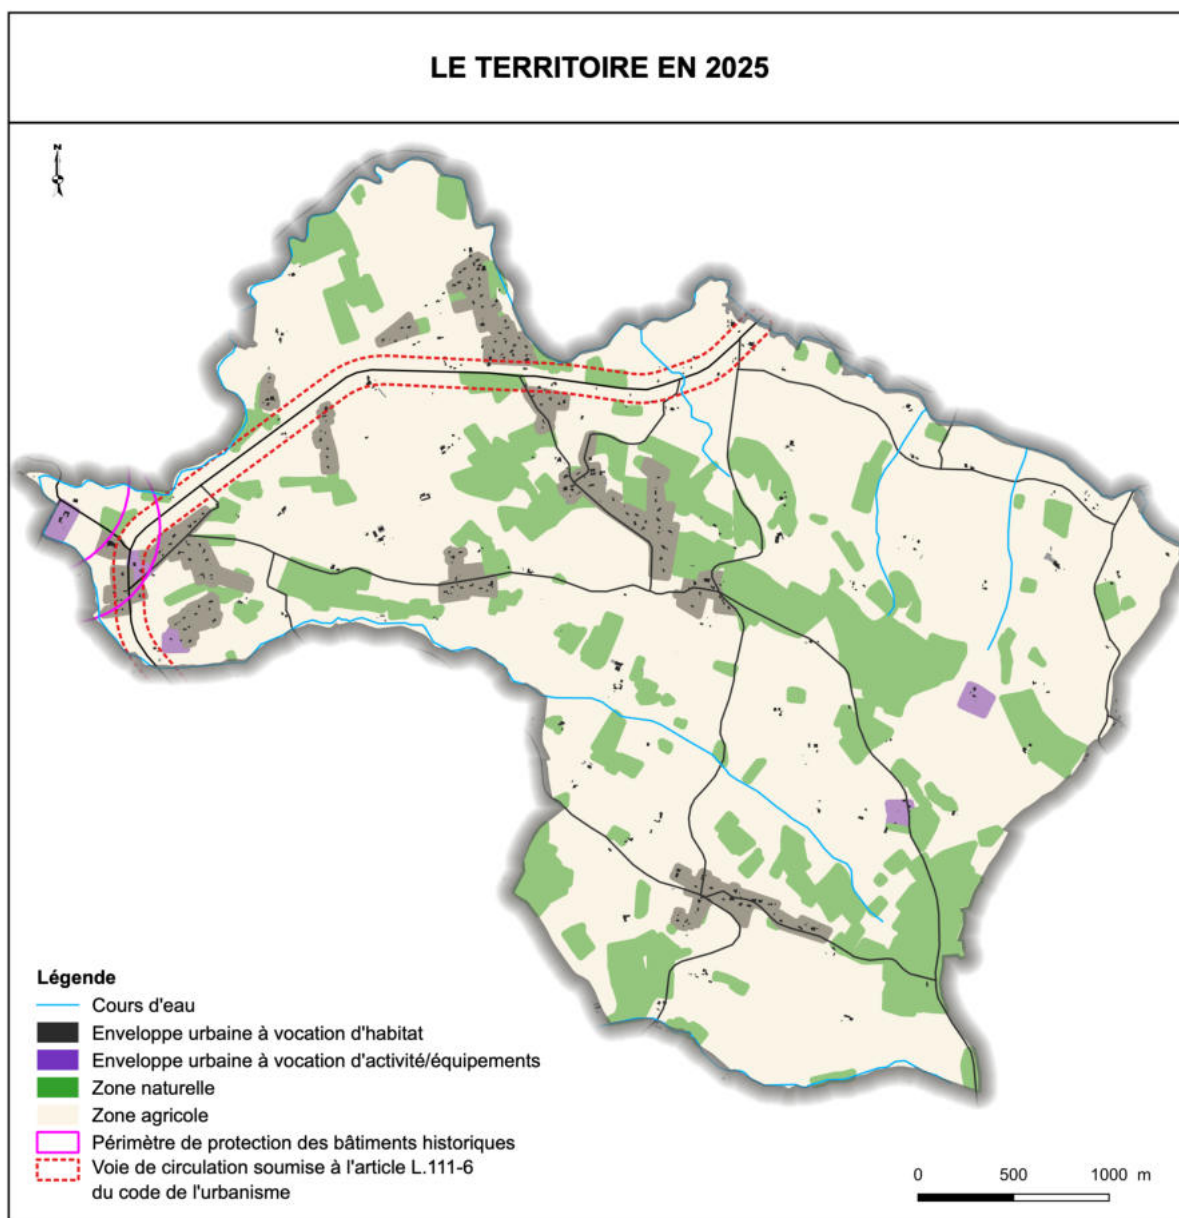 LE TERRITOIRE EN 2025
N
Légende
Cours d'eau
Enveloppe urbaine à vocation d'habitat
Enveloppe urbaine à vocation d'activité/équipements
Zone naturelle
Zone agricole
Périmètre de protection des bâtiments historiques
Voie de circulation soumise à l'article L.111-6
du code de l'urbanisme
0 500 1000 m